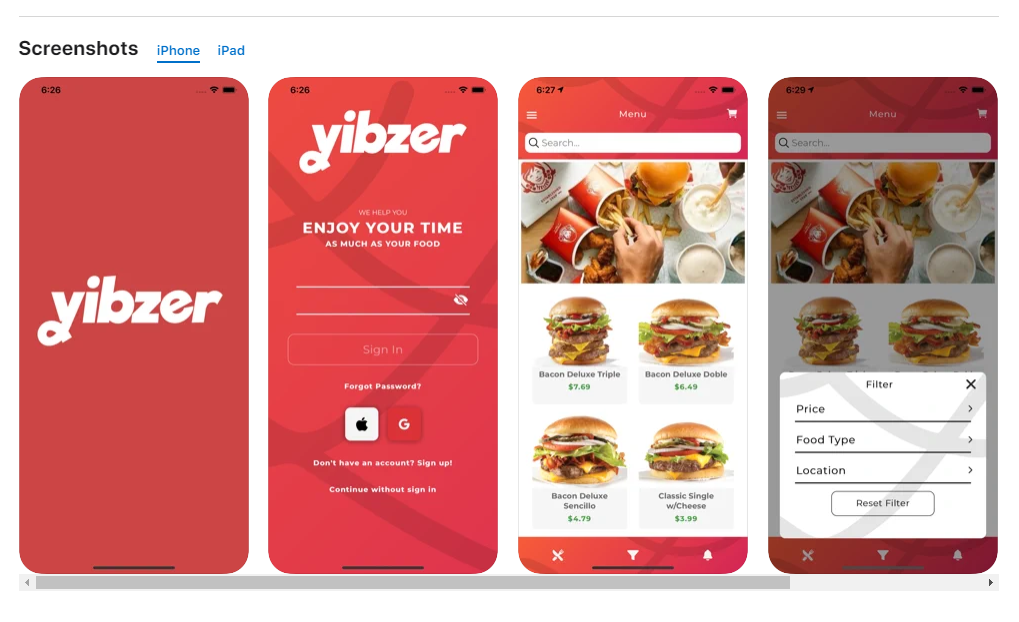 Screenshots iPhone iPad
6:26
yibzer
6:26
yibzer
WE HELP YOU
ENJOY YOUR TIME
AS MUCH AS YOUR FOOD
Sign In
Forgot Password?
G
Don't have an account? Sign up!
Continue without sign in
6:27
Menu
Search...
Bacon Deluxe Triple
$7.69
Bacon Deluxe Doble
$6.49
Bacon Deluxe
Sencillo
$4.79
Classic Single
w/Cheese
$3.99
6:29
Menu
Search...
Filter
Price
Food Type
Location
Reset Filter